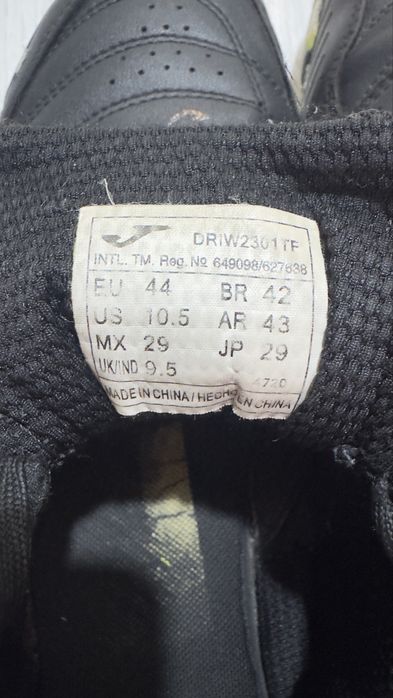 DRIW2301TF
INTL. TM. Reg. Nº 649098/627638
EU 44 BR 42
US 10.5 AR 43
MX 29 JP 29
UK/IND 9.5
4720
MADE IN CHINA/HECHO EN CHINA